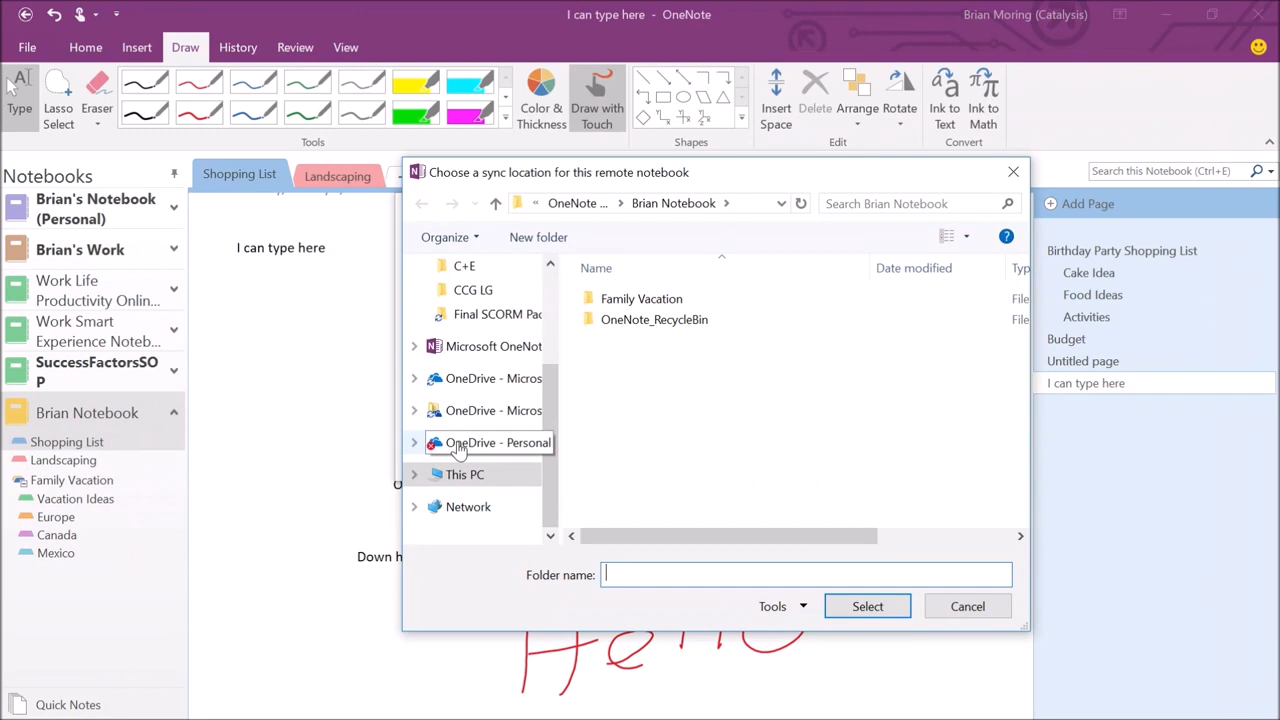 I can type here - OneNote
Brian Moring (Catalysis)
File Home Insert Draw History Review View
Type
Lasso
Select
Eraser
Color &
Thickness
Draw with
Touch
Insert
Space
Delete
Arrange
Rotate
Ink to
Text
Ink to
Math
Tools
Shapes
Edit
Convert
Notebooks
Brian's Notebook
(Personal)
Brian's Work
Work Life
Productivity Onlin...
Work Smart
Experience Noteb...
SuccessFactorsSO
P
Brian Notebook
Shopping List
Landscaping
Family Vacation
Vacation Ideas
Europe
Canada
Mexico
Quick Notes
Shopping List
Landscaping
I can type here
Down h
Hello
Choose a sync location for this remote notebook
OneNote ...
Brian Notebook
Search Brian Notebook
Organize
New folder
C+E
CCG LG
Final SCORM Pac
Microsoft OneNot
OneDrive - Micros
OneDrive - Micros
OneDrive - Personal
This PC
Network
Name
Date modified
Typ
Family Vacation
File
OneNote_RecycleBin
File
Folder name:
Tools
Select
Cancel
Search this Notebook (Ctrl+E)
Add Page
Birthday Party Shopping List
Cake Idea
Food Ideas
Activities
Budget
Untitled page
I can type here